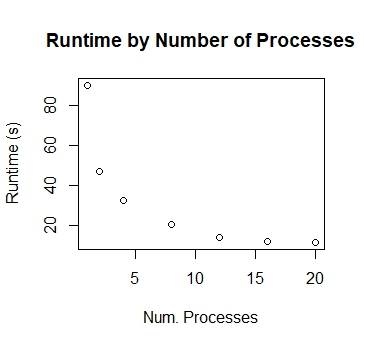 Runtime by Number of Processes
Runtime (s)
80
60
40
20
5 10 15 20
Num. Processes